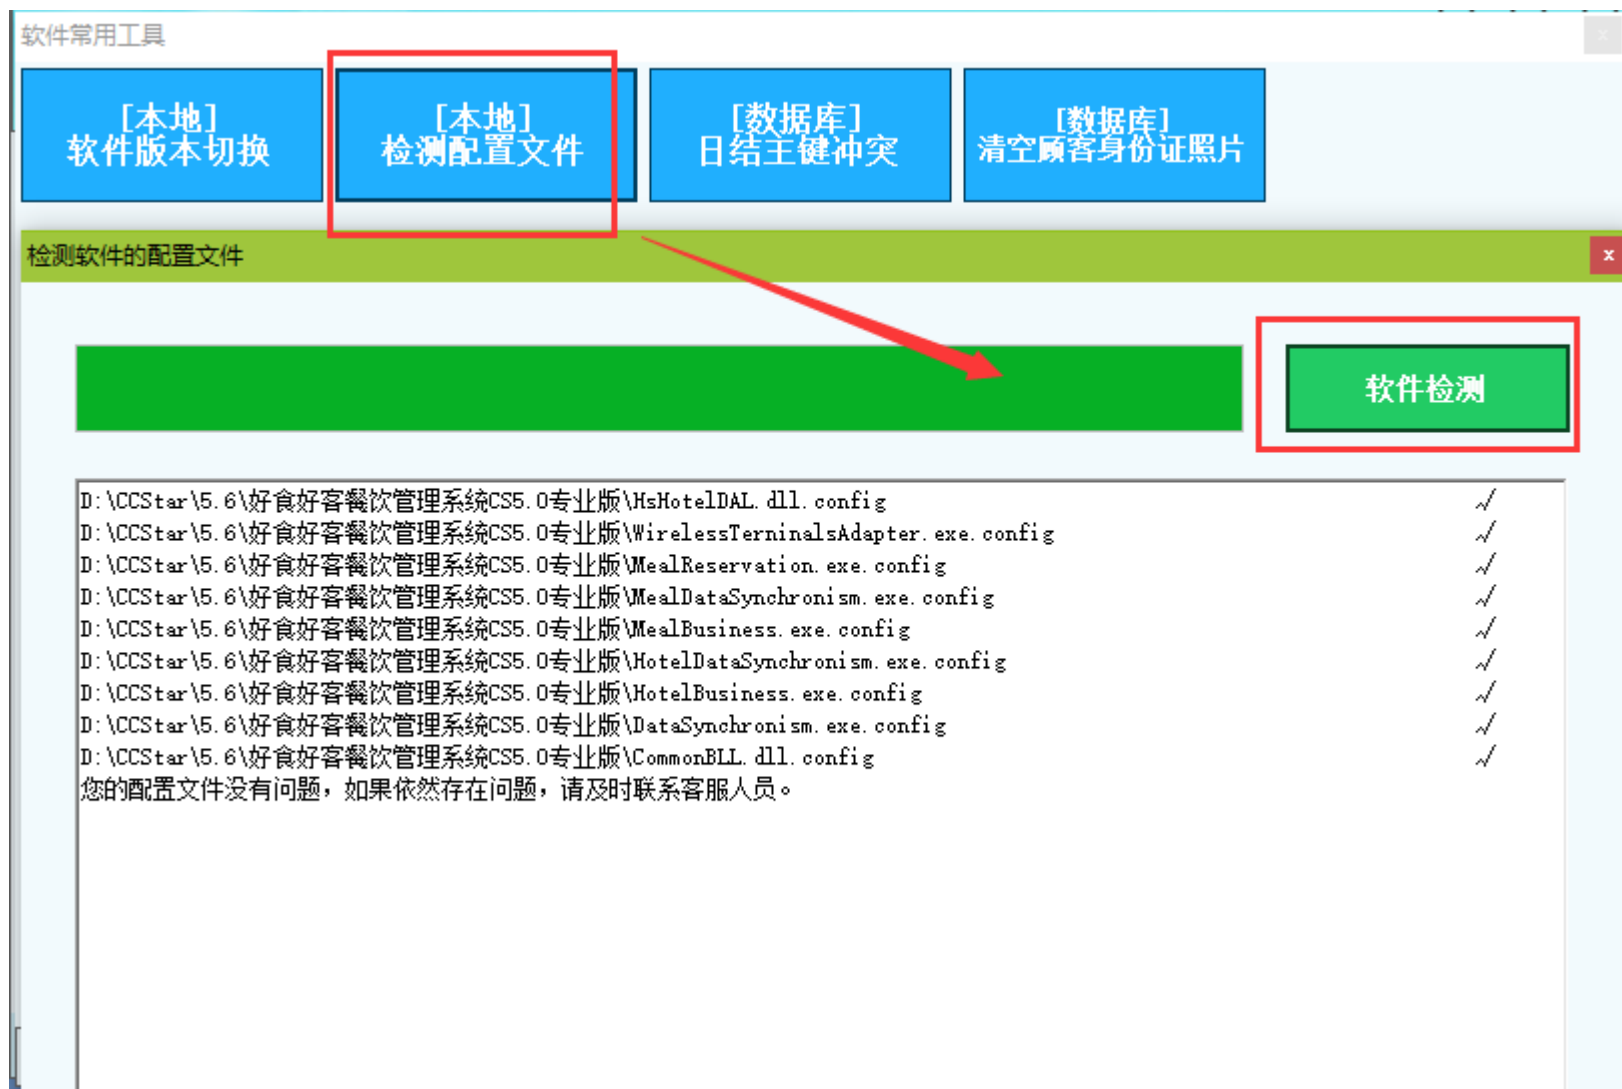 软件常用工具
x
[本地]
软件版本切换
[本地]
检测配置文件
[数据库]
日结主键冲突
[数据库]
清空顾客身份证照片
检测软件的配置文件
x
软件检测
D:\CCStar\5.6\好食好客餐饮管理系统CS5.0专业版\HsHotelDAL.dll.config √
D:\CCStar\5.6\好食好客餐饮管理系统CS5.0专业版\WirelessTerninalsAdapter.exe.config √
D:\CCStar\5.6\好食好客餐饮管理系统CS5.0专业版\MealReservation.exe.config √
D:\CCStar\5.6\好食好客餐饮管理系统CS5.0专业版\MealDataSynchronism.exe.config √
D:\CCStar\5.6\好食好客餐饮管理系统CS5.0专业版\MealBusiness.exe.config √
D:\CCStar\5.6\好食好客餐饮管理系统CS5.0专业版\HotelDataSynchronism.exe.config √
D:\CCStar\5.6\好食好客餐饮管理系统CS5.0专业版\HotelBusiness.exe.config √
D:\CCStar\5.6\好食好客餐饮管理系统CS5.0专业版\DataSynchronism.exe.config √
D:\CCStar\5.6\好食好客餐饮管理系统CS5.0专业版\CommonBLL.dll.config √
您的配置文件没有问题，如果依然存在问题，请及时联系客服人员。